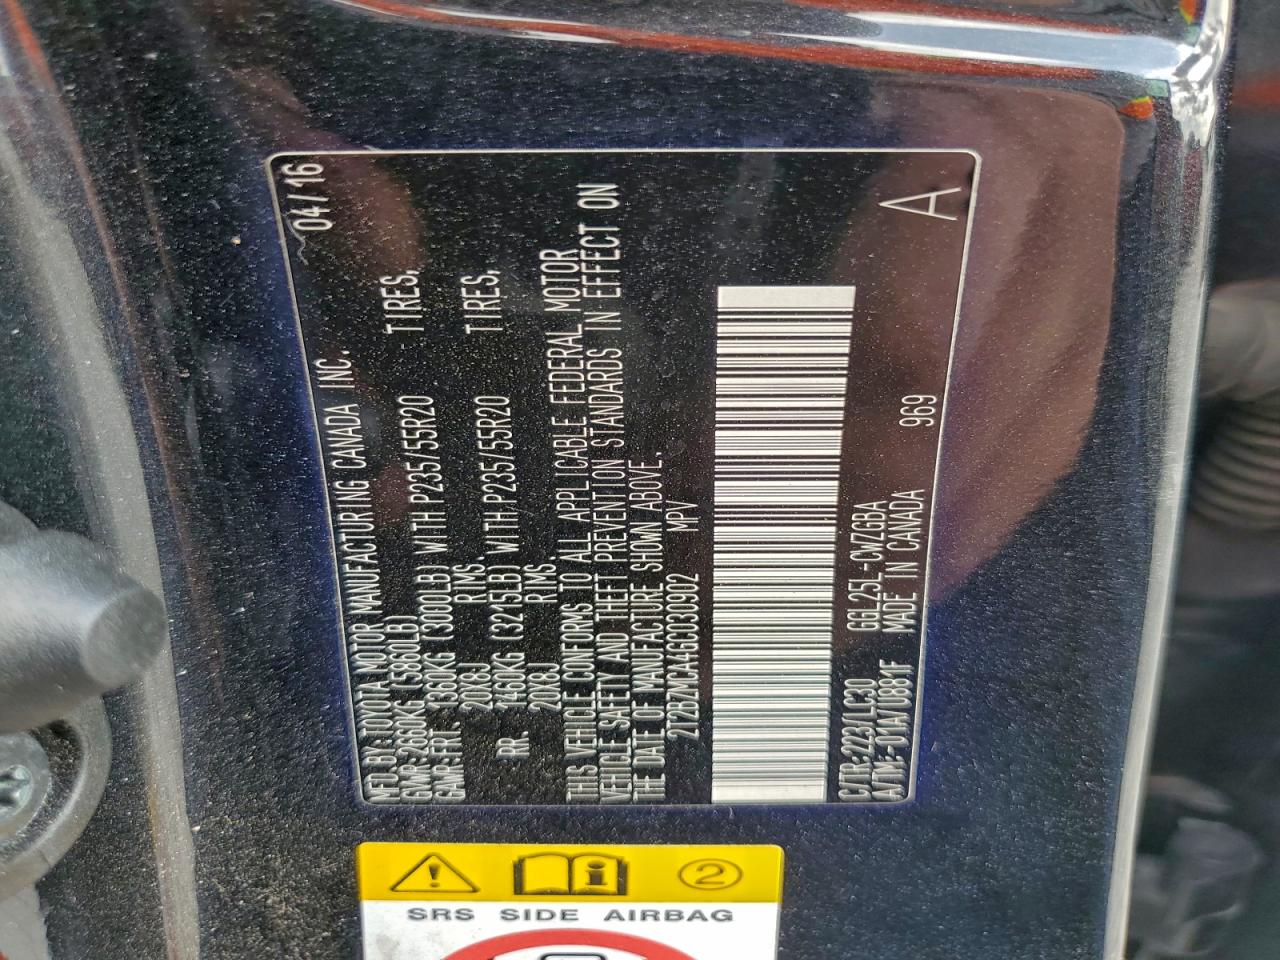 MFD.BY:TOYOTA MOTOR MANUFACTURING CANADA INC. 04/16
GWR:2660KG (5860LB)
GAWR:FRT. 1360KG (3000LB) WITH P235/55R20 TIRES,
20X8J RIMS
RR. 1460KG (3215LB) WITH P235/55R20 TIRES,
20X8J RIMS
THIS VEHICLE CONFORMS TO ALL APPLICABLE FEDERAL MOTOR
VEHICLE SAFETY AND THEFT PREVENTION STANDARDS IN EFFECT ON
THE DATE OF MANUFACTURE SHOWN ABOVE.
2T2BZMCA4GC030902 MPV
C/TR:223/LC30 GGL25L-CWZGBA
A/TM:-01A/U881F MADE IN CANADA 969
A
2
SRS SIDE AIRBAG